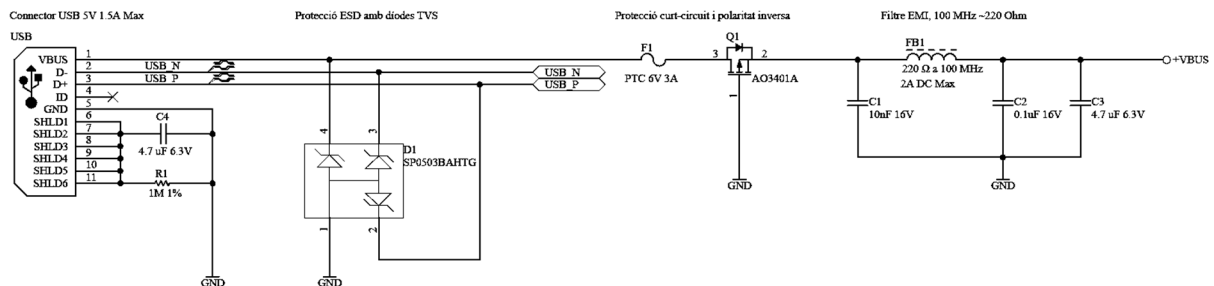 Connector USB 5V 1.5A Max
Protecció ESD amb díodes TVS
Protecció curt-circuit i polaritat inversa
Filtre EMI, 100 MHz ~220 Ohm
USB
VBUS 1
D- 2
D+ 3
ID 4
GND 5
SHLD1 6
SHLD2 7
SHLD3 8
SHLD4 9
SHLD5 10
SHLD6 11
USB_N
USB_P
C4
4.7 uF 6.3V
R1
1M 1%
GND
4
3
D1
SP0503BAHTG
1
2
GND
USB_N
USB_P
F1
PTC 6V 3A
Q1
3
2
AO3401A
1
GND
FB1
220 Ω a 100 MHz
2A DC Max
C1
10nF 16V
C2
0.1uF 16V
C3
4.7 uF 6.3V
GND
+VBUS